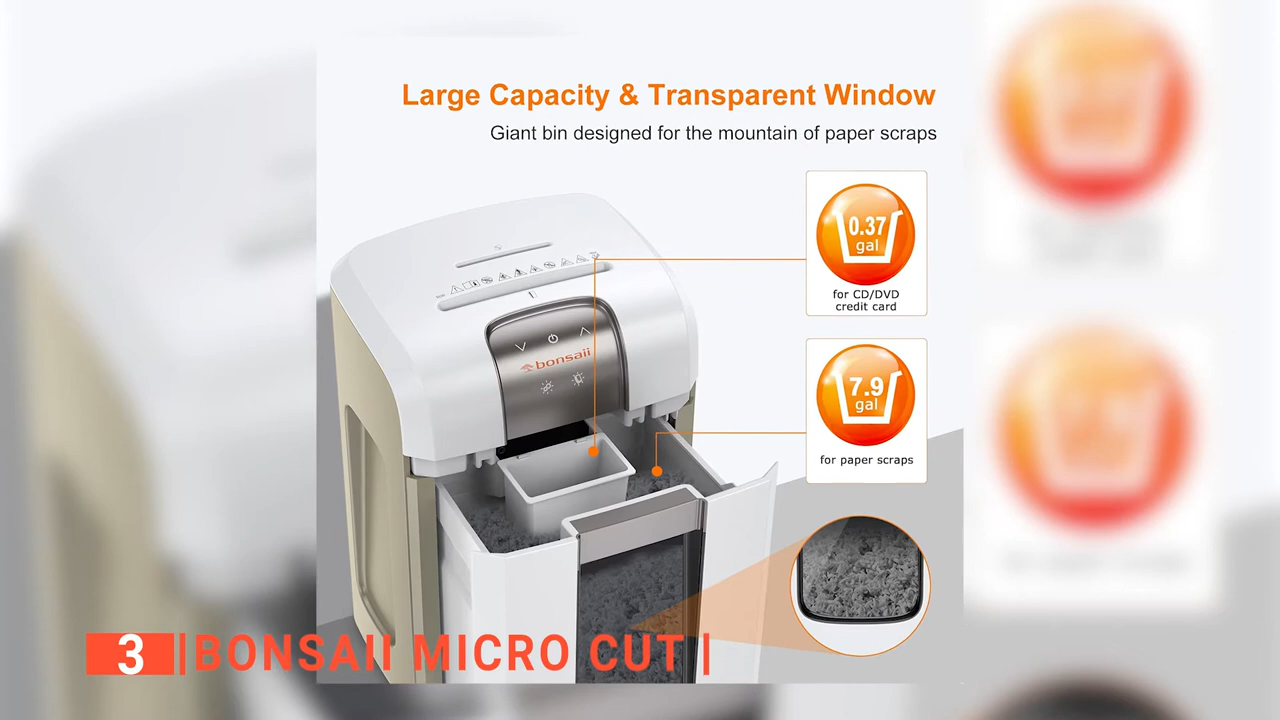 Large Capacity & Transparent Window
Giant bin designed for the mountain of paper scraps
0.37
gal
for CD/DVD
credit card
bonsaii
7.9
gal
for paper scraps
3 | BONSAII MICRO CUT |